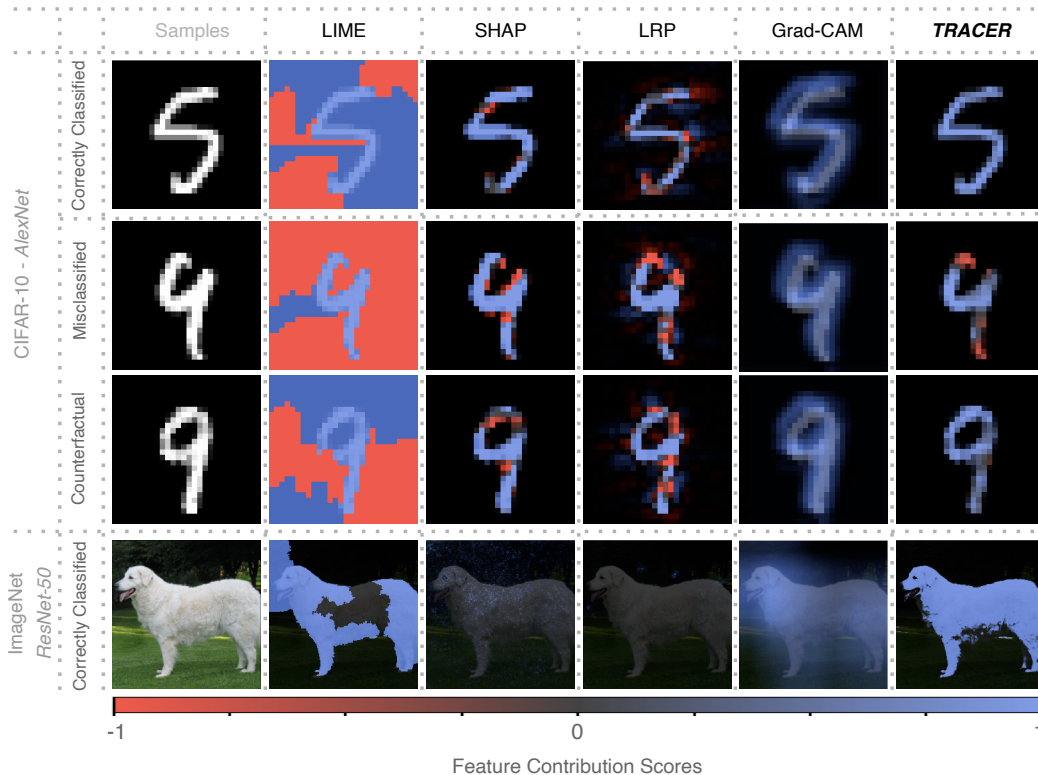 Samples LIME SHAP LRP Grad-CAM TRACER
CIFAR-10 - AlexNet
Correctly Classified
Misclassified
Counterfactual
ImageNet
ResNet-50
Correctly Classified
-1 0 1
Feature Contribution Scores